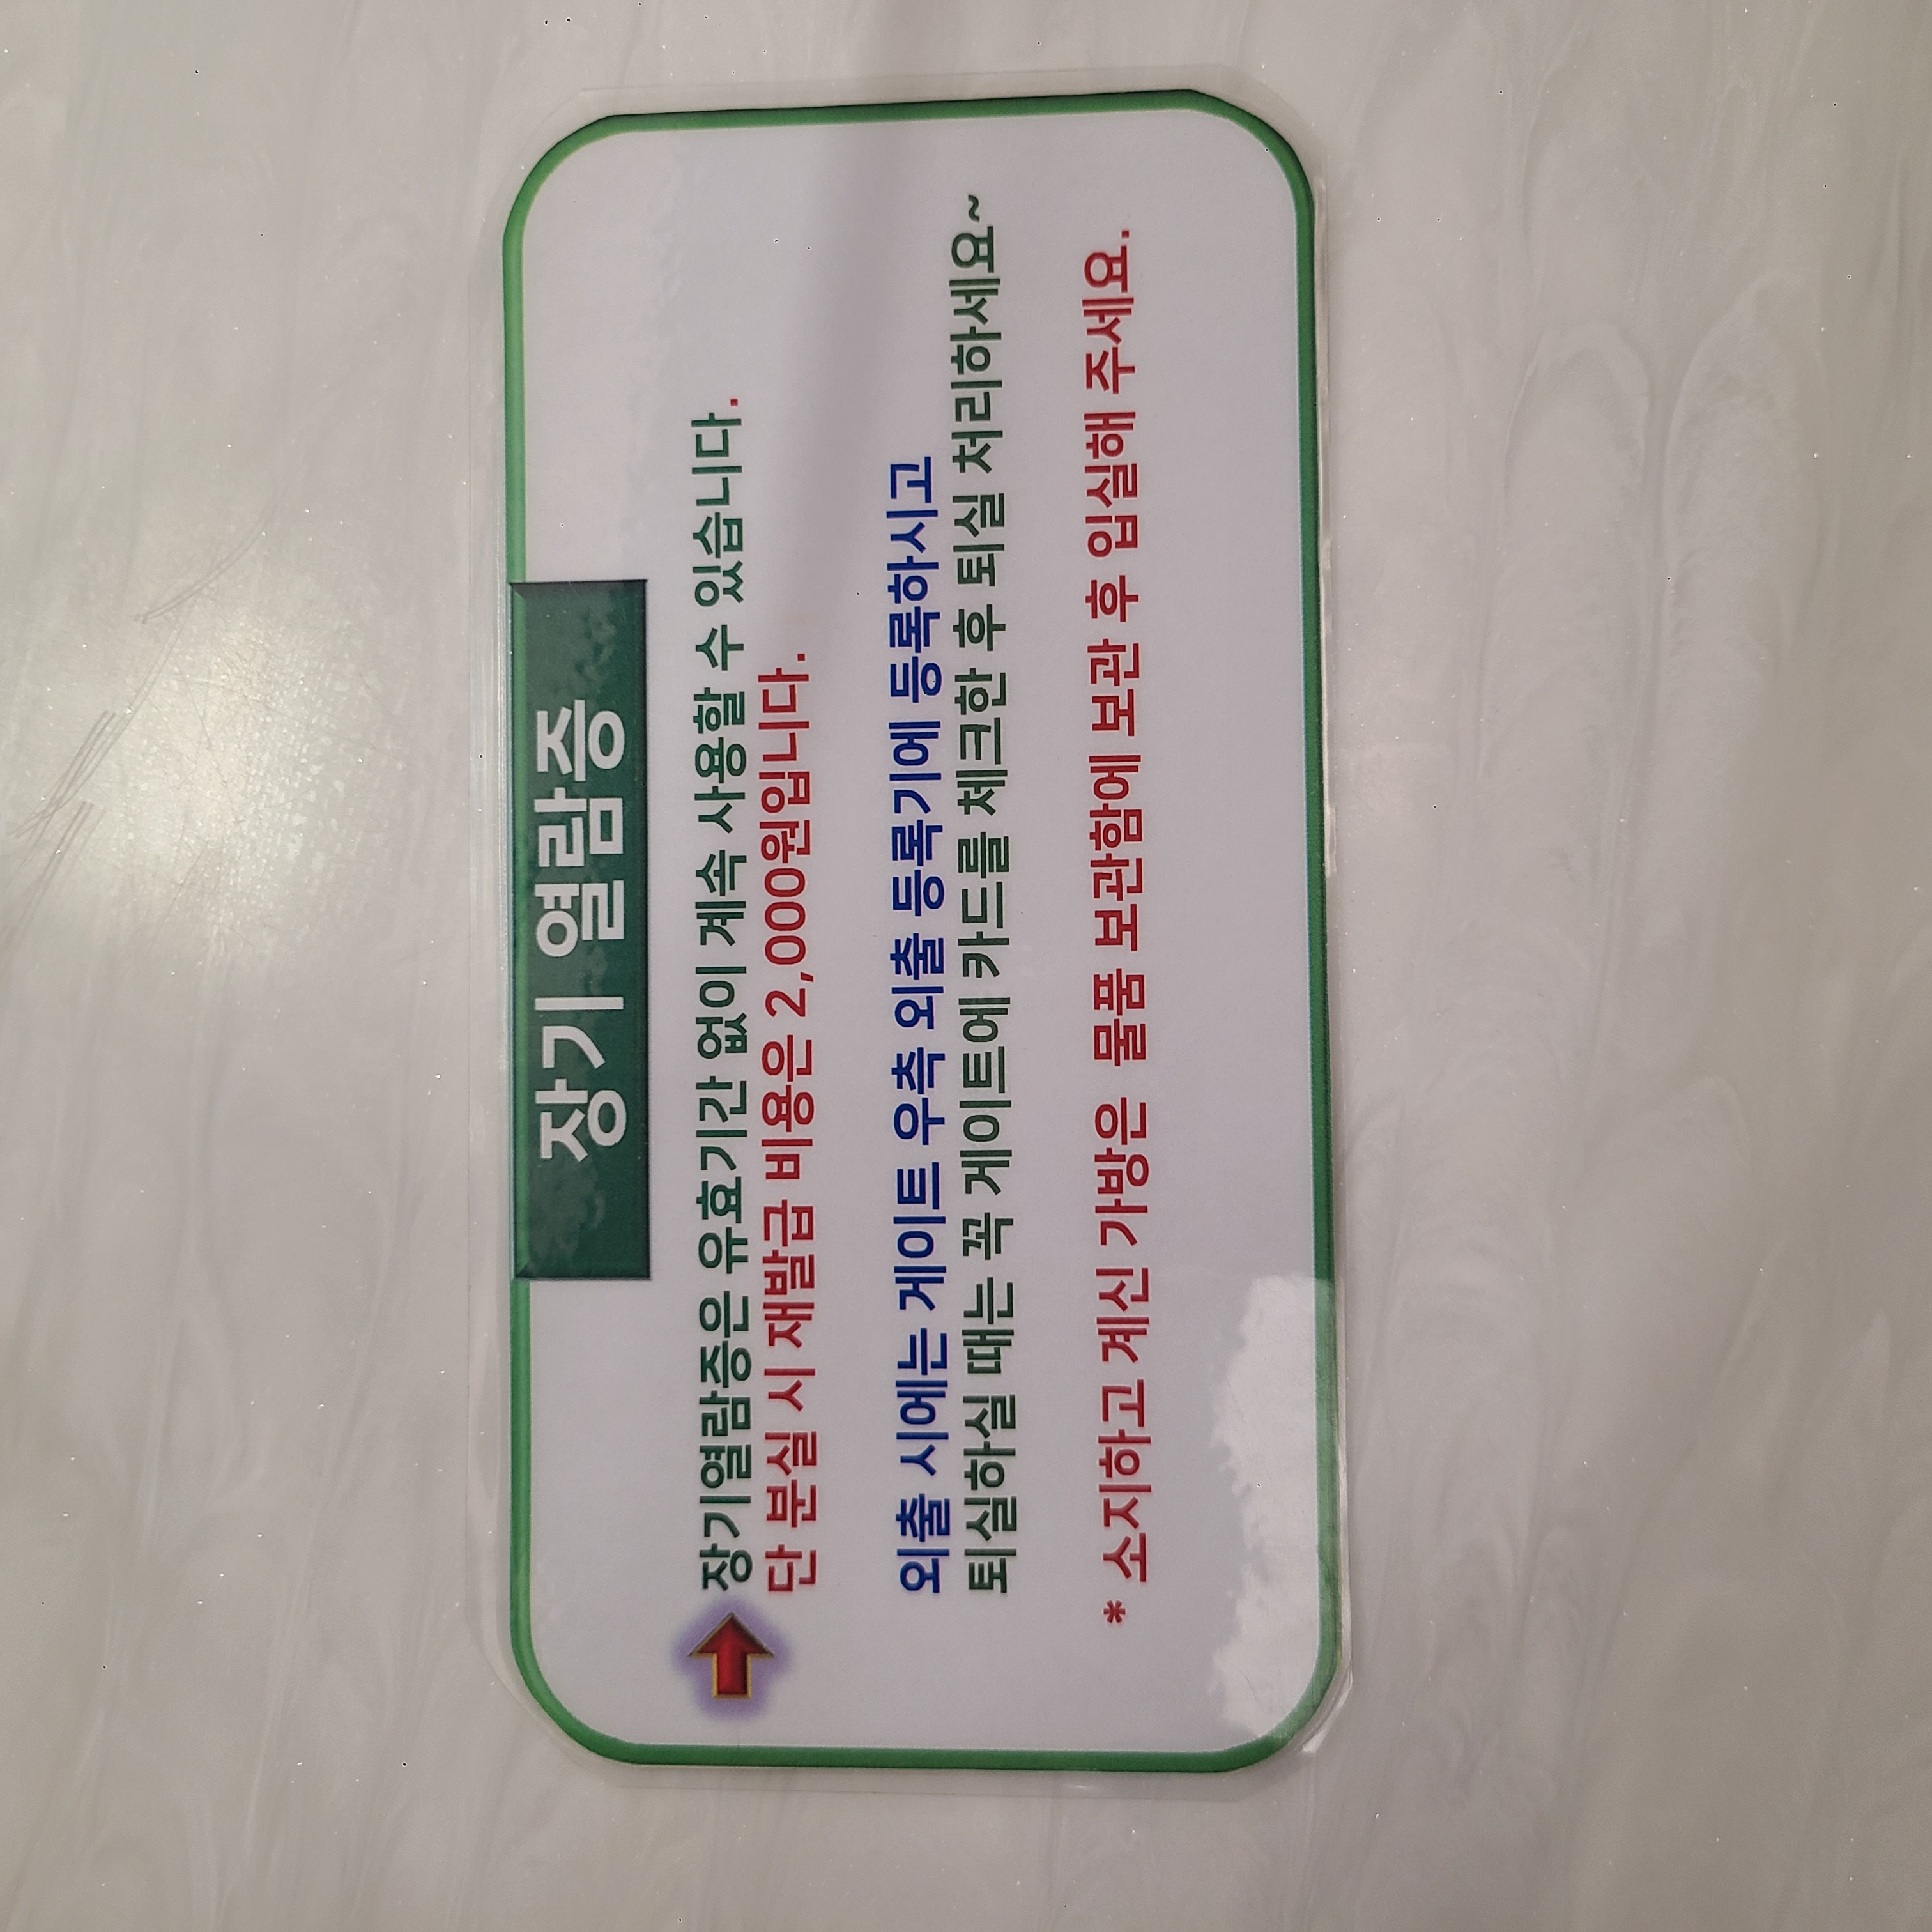 장기 열람증
장기열람증은 유효기간 없이 계속 사용할 수 있습니다.
단 분실 시 재발급 비용은 2,000원입니다.
외출 시에는 게이트 우측 외출 등록기에 등록하시고
퇴실하실 때는 꼭 게이트에 카드를 체크한 후 퇴실 처리하세요~
* 소지하고 계신 가방은 물품 보관함에 보관 후 입실해 주세요.